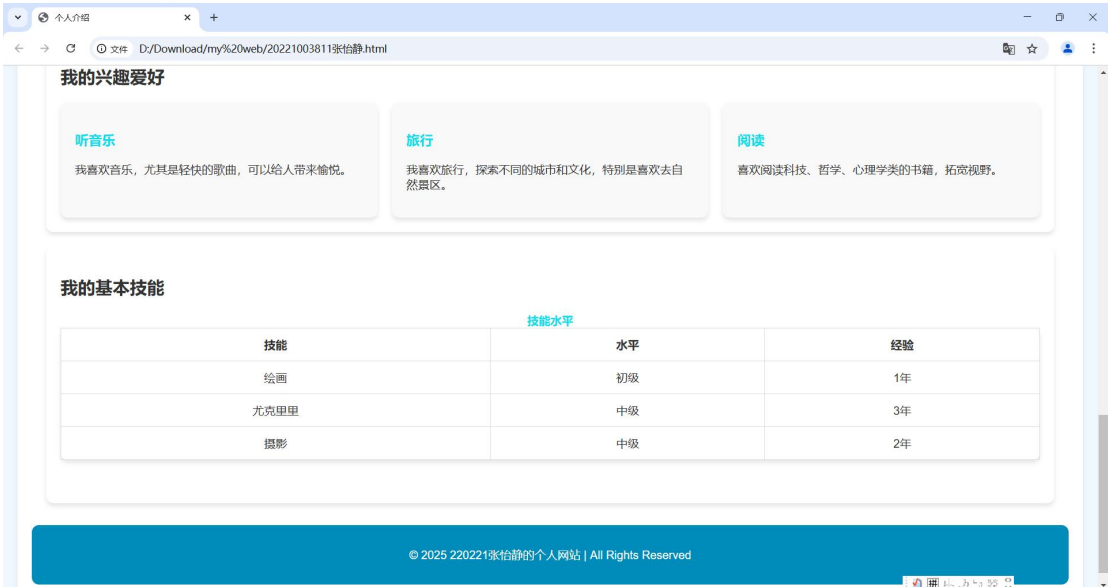 个人介绍
文件 D:/Download/my%20web/20221003811张怡静.html
我的兴趣爱好
听音乐
我喜欢音乐，尤其是轻快的歌曲，可以给人带来愉悦。
旅行
我喜欢旅行，探索不同的城市和文化，特别是喜欢去自
然景区。
阅读
喜欢阅读科技、哲学、心理学类的书籍，拓宽视野。
我的基本技能
技能水平
技能 水平 经验
绘画 初级 1年
尤克里里 中级 3年
摄影 中级 2年
© 2025 220221张怡静的个人网站 | All Rights Reserved
拼